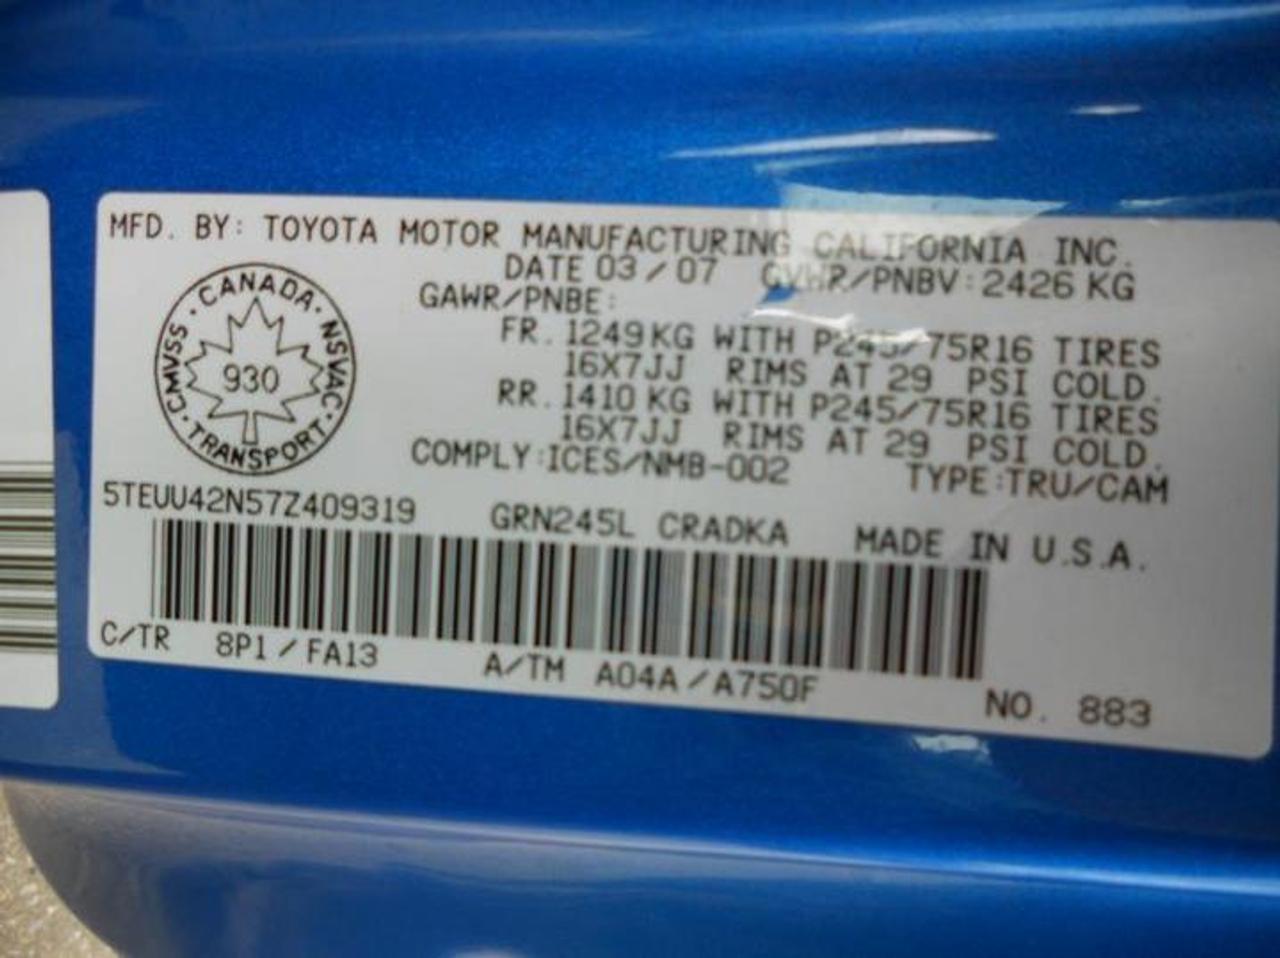 MFD. BY: TOYOTA MOTOR MANUFACTURING CALIFORNIA INC.
DATE 03/07 GVWR/PNBV:2426 KG
GAWR/PNBE:
FR. 1249KG WITH P245/75R16 TIRES
16X7JJ RIMS AT 29 PSI COLD.
RR. 1410 KG WITH P245/75R16 TIRES
16X7JJ RIMS AT 29 PSI COLD.
COMPLY:ICES/NMB-002 TYPE:TRU/CAM
CANADA · NSVAC · TRANSPORT · CMVSS ·
930
5TEUU42N57Z409319 GRN245L CRADKA MADE IN U.S.A.
C/TR 8P1/FA13 A/TM A04A/A750F NO. 883